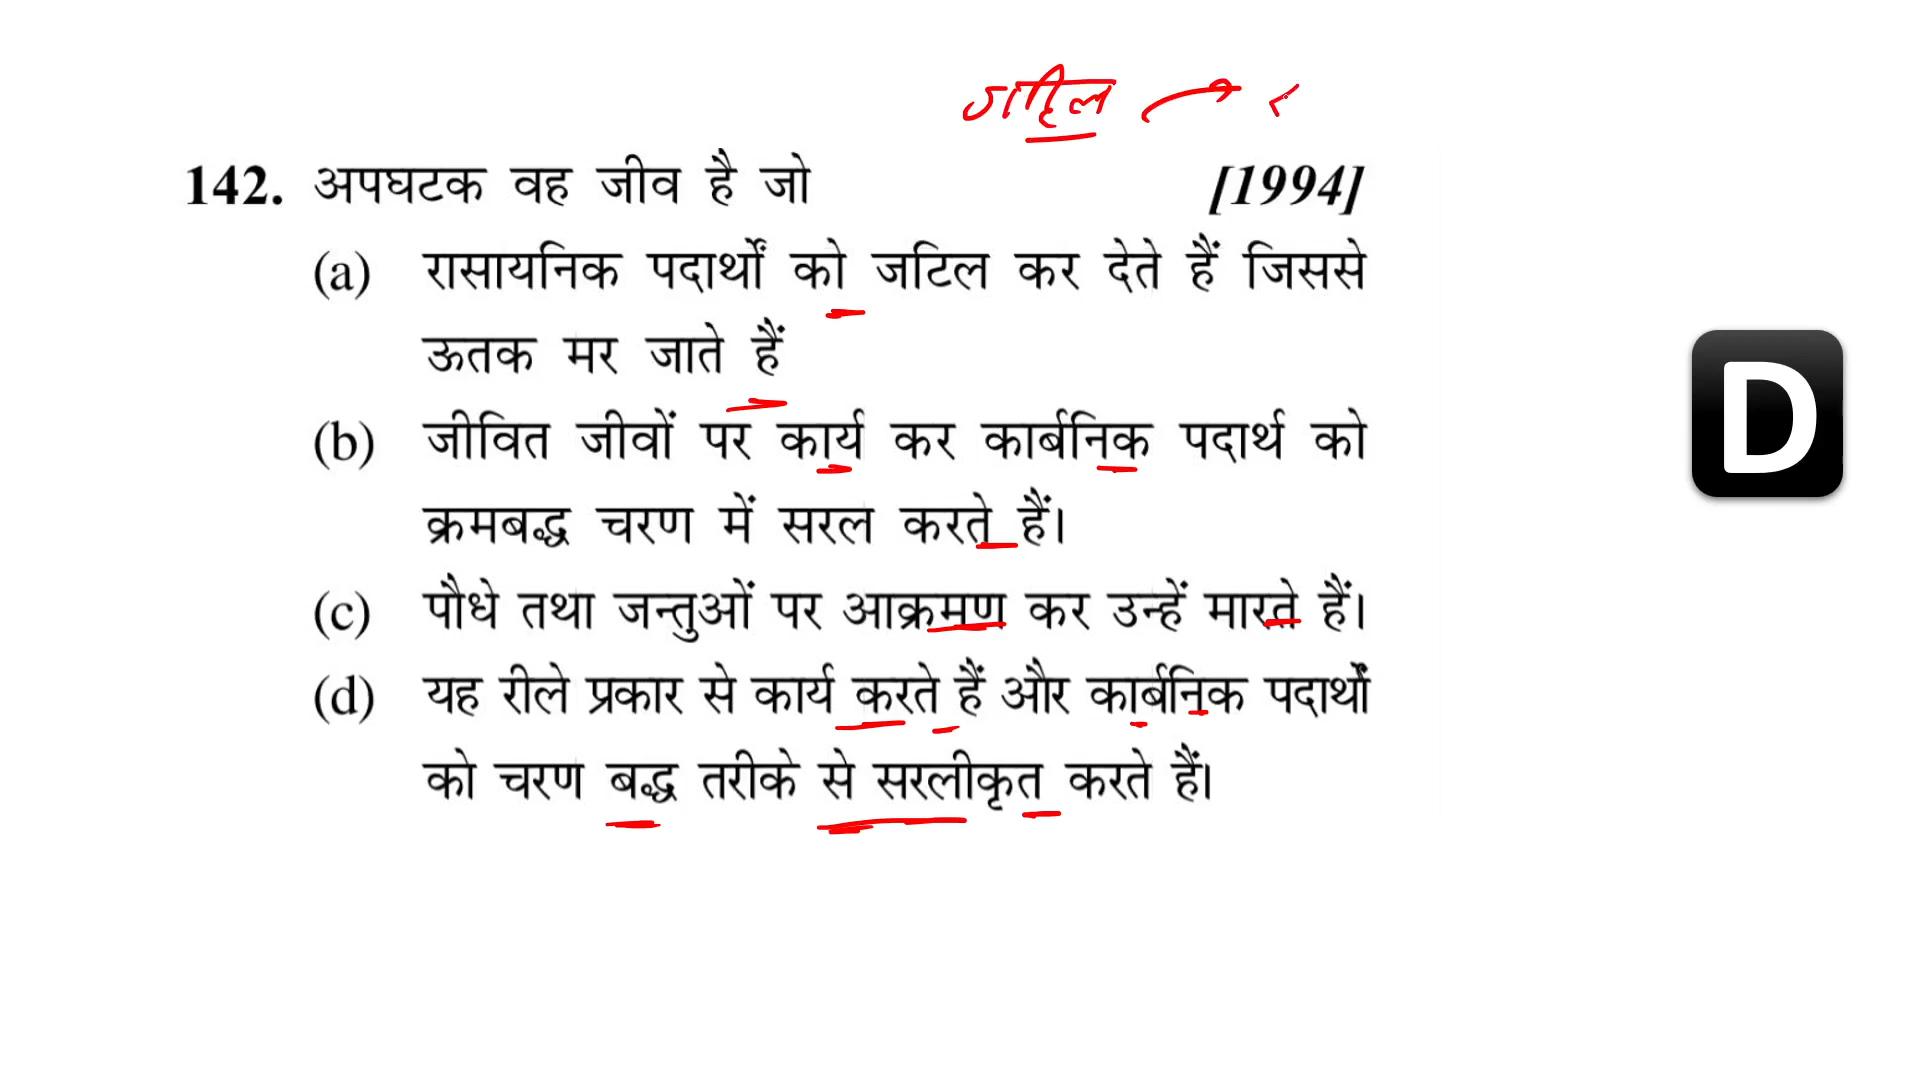 जटिल
142. अपघटक वह जीव है जो [1994]
(a) रासायनिक पदार्थों को जटिल कर देते हैं जिससे
ऊतक मर जाते हैं
(b) जीवित जीवों पर कार्य कर कार्बनिक पदार्थ को
क्रमबद्ध चरण में सरल करते हैं।
(c) पौधे तथा जन्तुओं पर आक्रमण कर उन्हें मारते हैं।
(d) यह रीले प्रकार से कार्य करते हैं और कार्बनिक पदार्थों
को चरण बद्ध तरीके से सरलीकृत करते हैं।
D